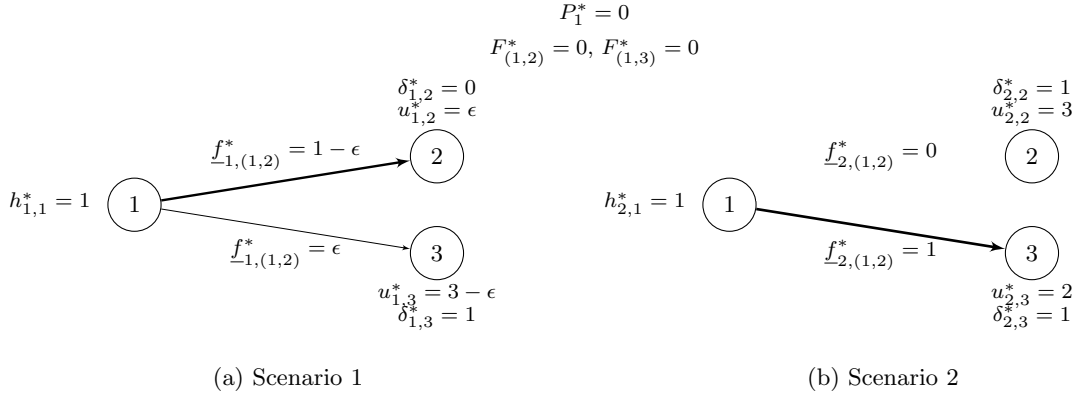 P₁* = 0
F*₍₁,₂₎ = 0, F*₍₁,₃₎ = 0
δ*₁,₂ = 0
u*₁,₂ = ϵ
f̲*₁,₍₁,₂₎ = 1 − ϵ
2
h*₁,₁ = 1
1
f̲*₁,₍₁,₂₎ = ϵ
3
u*₁,₃ = 3 − ϵ
δ*₁,₃ = 1
(a) Scenario 1
δ*₂,₂ = 1
u*₂,₂ = 3
f̲*₂,₍₁,₂₎ = 0
2
h*₂,₁ = 1
1
f̲*₂,₍₁,₂₎ = 1
3
u*₂,₃ = 2
δ*₂,₃ = 1
(b) Scenario 2